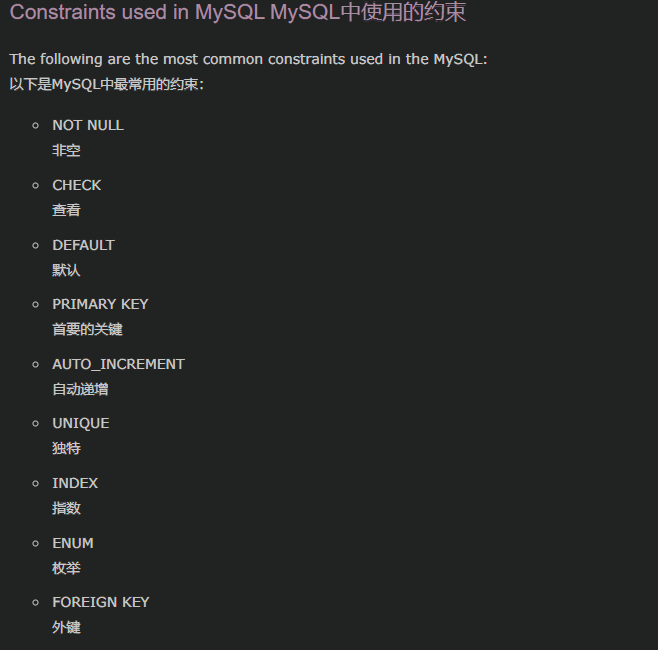 Constraints used in MySQL MySQL中使用的约束
The following are the most common constraints used in the MySQL:
以下是MySQL中最常用的约束：
NOT NULL
非空
CHECK
查看
DEFAULT
默认
PRIMARY KEY
首要的关键
AUTO_INCREMENT
自动递增
UNIQUE
独特
INDEX
指数
ENUM
枚举
FOREIGN KEY
外键